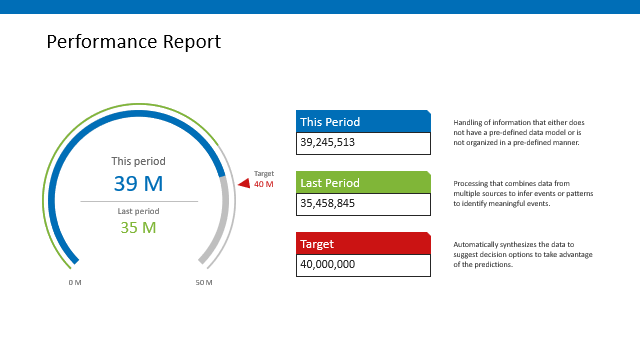 Performance Report
This period
39 M
Last period
35 M
0 M
50 M
Target
40 M
This Period
39,245,513
Handling of information that either does
not have a pre-defined data model or is
not organized in a pre-defined manner.
Last Period
35,458,845
Processing that combines data from
multiple sources to infer events or patterns
to identify meaningful events.
Target
40,000,000
Automatically synthesizes the data to
suggest decision options to take advantage
of the predictions.